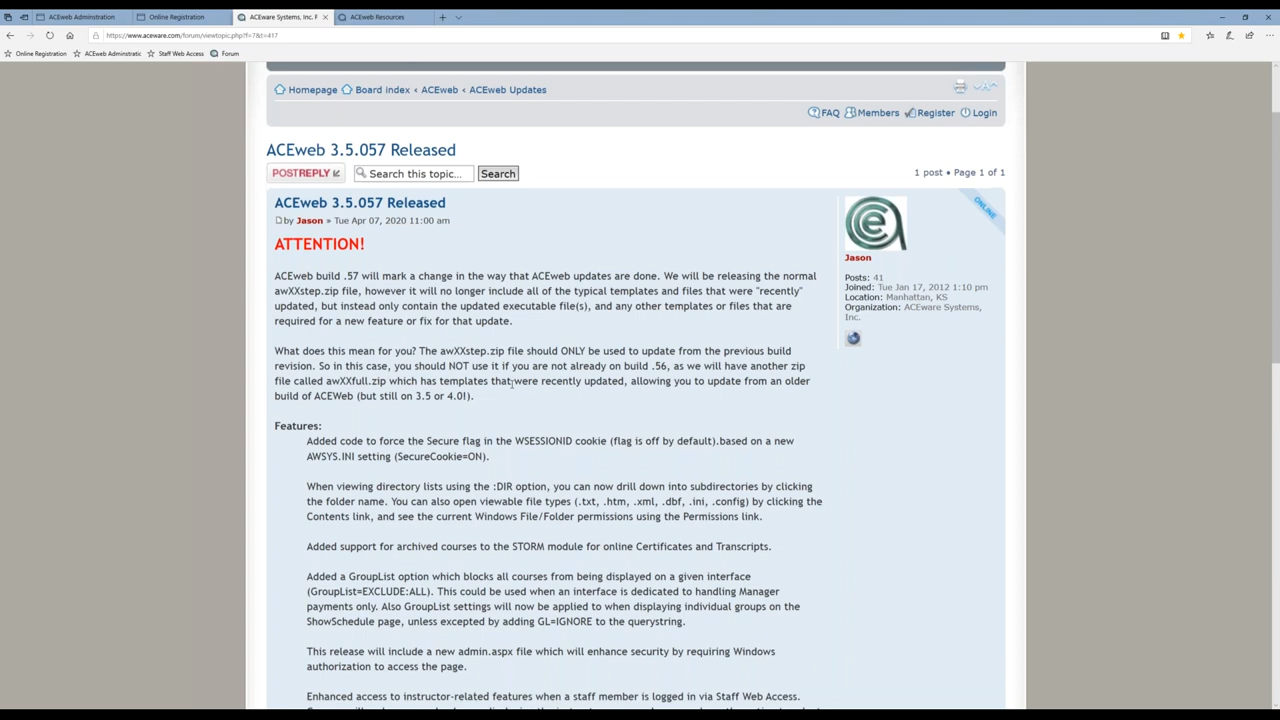 ACEweb Adminstration
Online Registration
ACEware Systems, Inc. F
ACEweb Resources
https://www.aceware.com/forum/viewtopic.php?f=7&t=417
Online Registration
ACEweb Adminstratic
Staff Web Access
Forum
Homepage Board index ‹ ACEweb ‹ ACEweb Updates
FAQ Members Register Login
ACEweb 3.5.057 Released
POSTREPLY Search this topic... Search 1 post • Page 1 of 1
ACEweb 3.5.057 Released
by Jason » Tue Apr 07, 2020 11:00 am
ATTENTION!
ACEweb build .57 will mark a change in the way that ACEweb updates are done. We will be releasing the normal
awXXstep.zip file, however it will no longer include all of the typical templates and files that were "recently"
updated, but instead only contain the updated executable file(s), and any other templates or files that are
required for a new feature or fix for that update.
What does this mean for you? The awXXstep.zip file should ONLY be used to update from the previous build
revision. So in this case, you should NOT use it if you are not already on build .56, as we will have another zip
file called awXXfull.zip which has templates that were recently updated, allowing you to update from an older
build of ACEWeb (but still on 3.5 or 4.0!).
Features:
Added code to force the Secure flag in the WSESSIONID cookie (flag is off by default).based on a new
AWSYS.INI setting (SecureCookie=ON).
When viewing directory lists using the :DIR option, you can now drill down into subdirectories by clicking
the folder name. You can also open viewable file types (.txt, .htm, .xml, .dbf, .ini, .config) by clicking the
Contents link, and see the current Windows File/Folder permissions using the Permissions link.
Added support for archived courses to the STORM module for online Certificates and Transcripts.
Added a GroupList option which blocks all courses from being displayed on a given interface
(GroupList=EXCLUDE:ALL). This could be used when an interface is dedicated to handling Manager
payments only. Also GroupList settings will now be applied to when displaying individual groups on the
ShowSchedule page, unless excepted by adding GL=IGNORE to the querystring.
This release will include a new admin.aspx file which will enhance security by requiring Windows
authorization to access the page.
Enhanced access to instructor-related features when a staff member is logged in via Staff Web Access.
ONLINE
Jason
Posts: 41
Joined: Tue Jan 17, 2012 1:10 pm
Location: Manhattan, KS
Organization: ACEware Systems,
Inc.